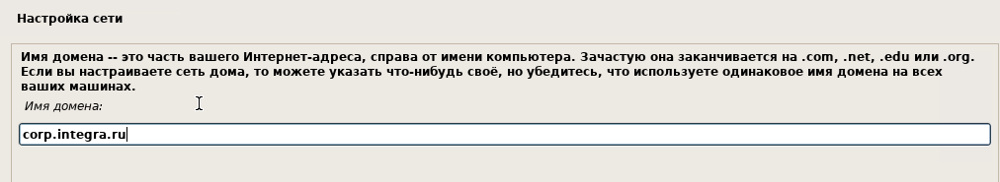 Настройка сети
Имя домена -- это часть вашего Интернет-адреса, справа от имени компьютера. Зачастую она заканчивается на .com, .net, .edu или .org.
Если вы настраиваете сеть дома, то можете указать что-нибудь своё, но убедитесь, что используете одинаковое имя домена на всех
ваших машинах.
Имя домена:
corp.integra.ru